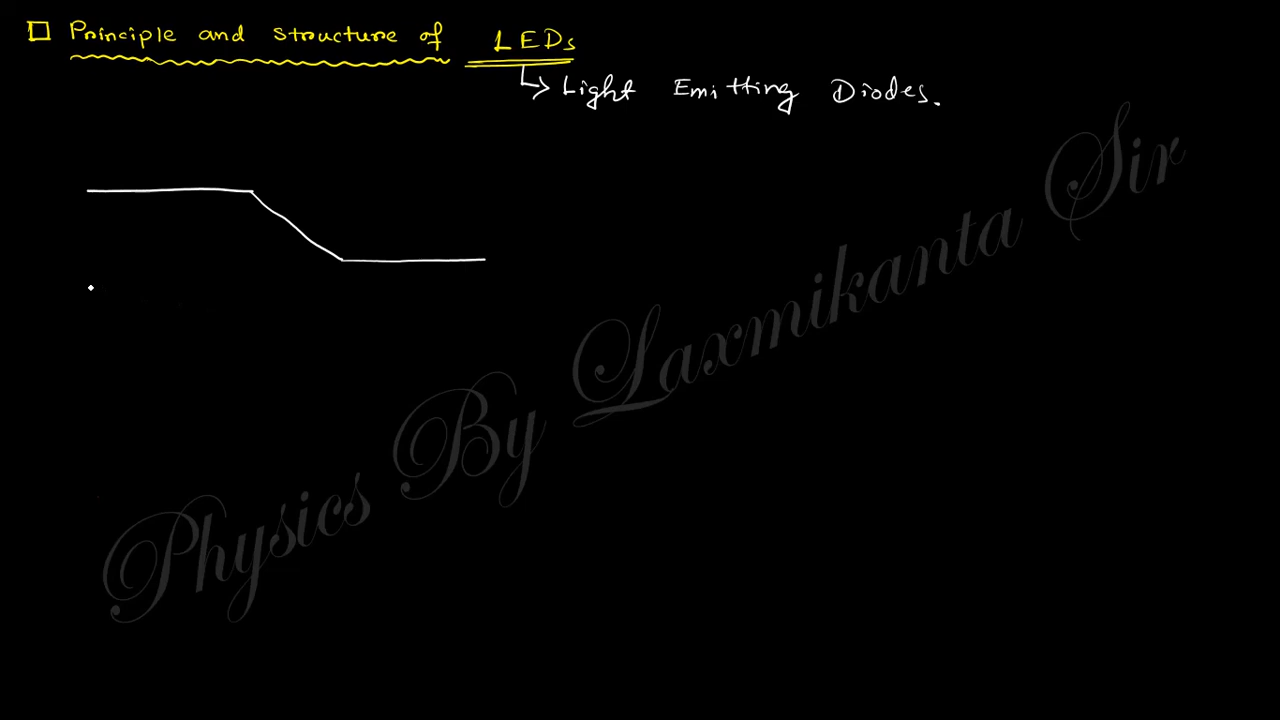 Principle and structure of LEDs
Light Emitting Diodes.
Physics By Laxmikanta Sir